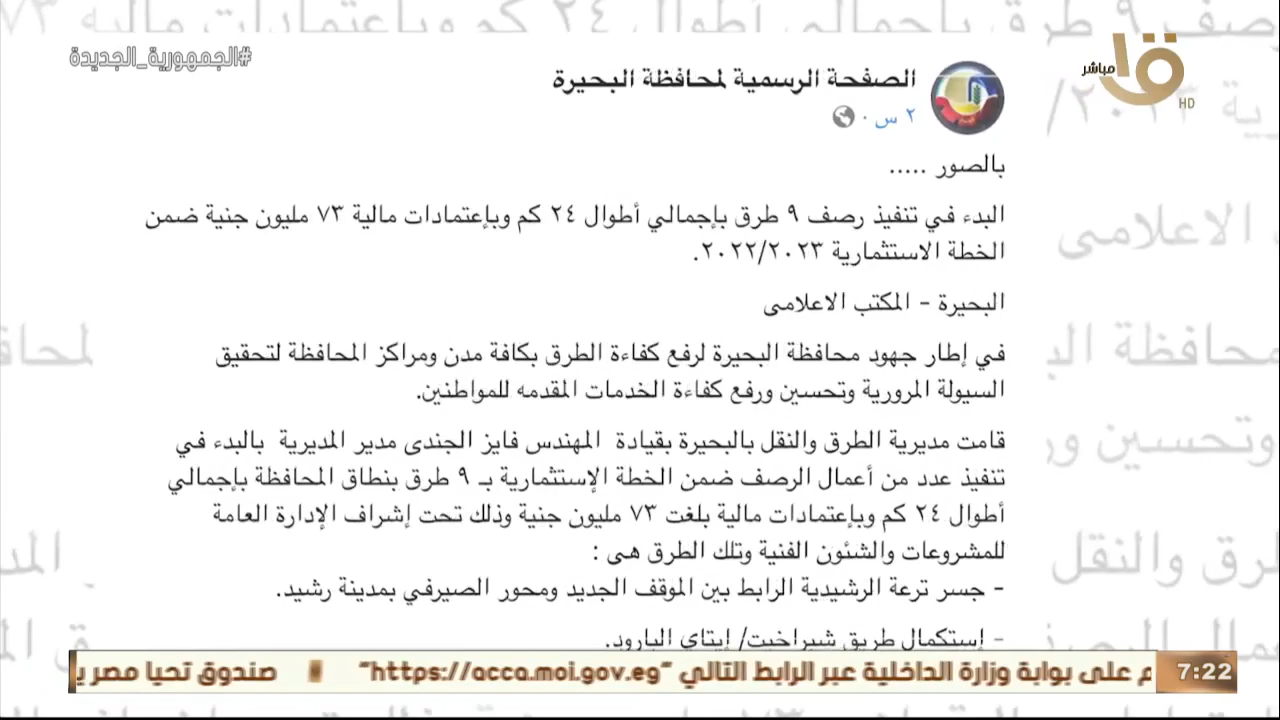 #الجمهورية_الجديدة
مباشر
HD
الصفحة الرسمية لمحافظة البحيرة
٢ س ·
بالصور .....
البدء في تنفيذ رصف ٩ طرق بإجمالي أطوال ٢٤ كم وبإعتمادات مالية ٧٣ مليون جنية ضمن
الخطة الاستثمارية ٢٠٢٢/٢٠٢٣.
البحيرة - المكتب الاعلامى
في إطار جهود محافظة البحيرة لرفع كفاءة الطرق بكافة مدن ومراكز المحافظة لتحقيق
السيولة المرورية وتحسين ورفع كفاءة الخدمات المقدمه للمواطنين.
قامت مديرية الطرق والنقل بالبحيرة بقيادة المهندس فايز الجندى مدير المديرية بالبدء في
تنفيذ عدد من أعمال الرصف ضمن الخطة الإستثمارية بـ ٩ طرق بنطاق المحافظة بإجمالي
أطوال ٢٤ كم وبإعتمادات مالية بلغت ٧٣ مليون جنية وذلك تحت إشراف الإدارة العامة
للمشروعات والشئون الفنية وتلك الطرق هى :
- جسر ترعة الرشيدية الرابط بين الموقف الجديد ومحور الصيرفي بمدينة رشيد.
- إستكمال طريق شبراخيت/ إيتاى البارود.
م على بوابة وزارة الداخلية عبر الرابط التالي "https://acca.moi.gov.eg" صندوق تحيا مصر
7:22